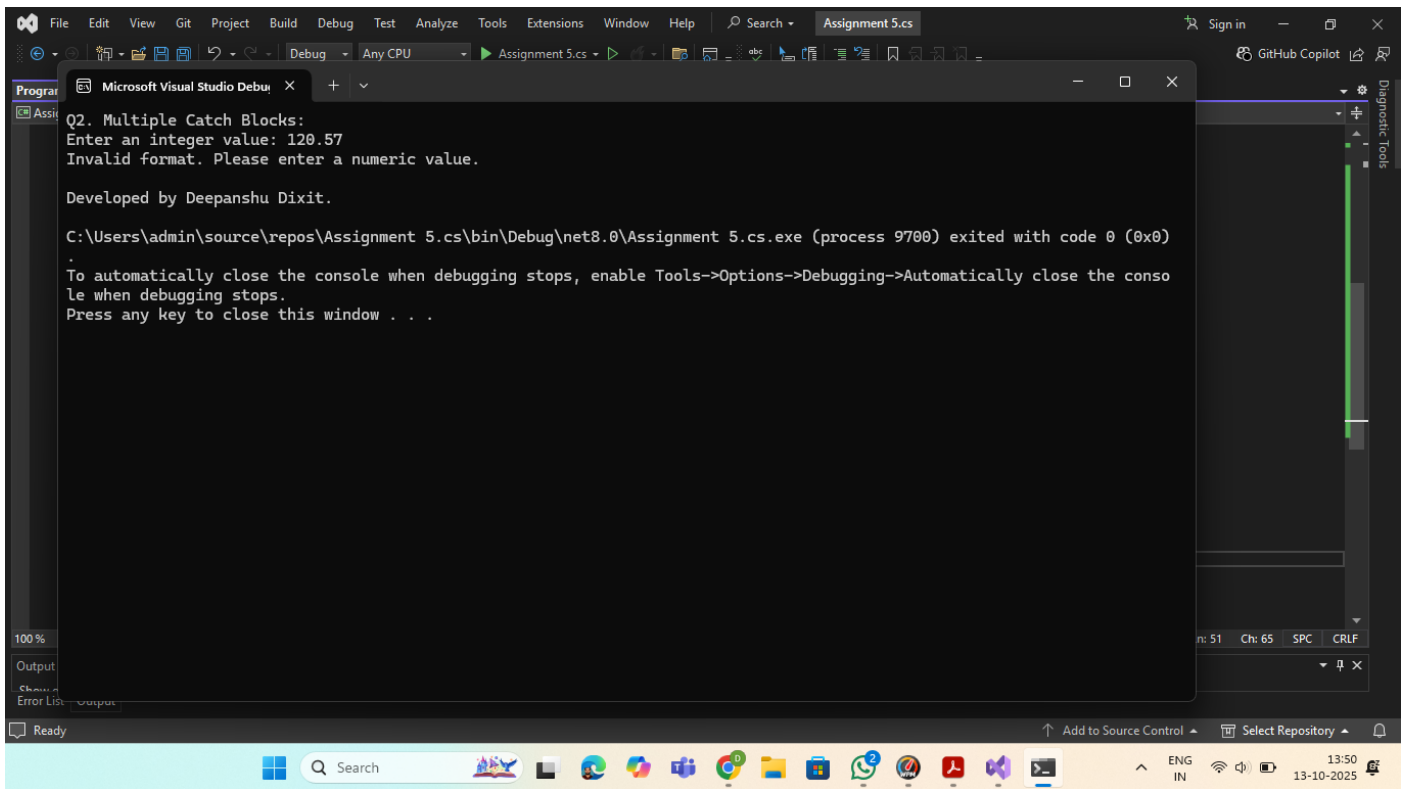 File Edit View Git Project Build Debug Test Analyze Tools Extensions Window Help Search Assignment 5.cs Sign in
Debug Any CPU Assignment 5.cs GitHub Copilot
Microsoft Visual Studio Debu
Diagnostic Tools
Q2. Multiple Catch Blocks:
Enter an integer value: 120.57
Invalid format. Please enter a numeric value.
Developed by Deepanshu Dixit.
C:\Users\admin\source\repos\Assignment 5.cs\bin\Debug\net8.0\Assignment 5.cs.exe (process 9700) exited with code 0 (0x0)
.
To automatically close the console when debugging stops, enable Tools->Options->Debugging->Automatically close the conso
le when debugging stops.
Press any key to close this window . . .
100 % n: 51 Ch: 65 SPC CRLF
Output
Error List Output
Ready Add to Source Control Select Repository
Search
ENG
IN
13:50
13-10-2025